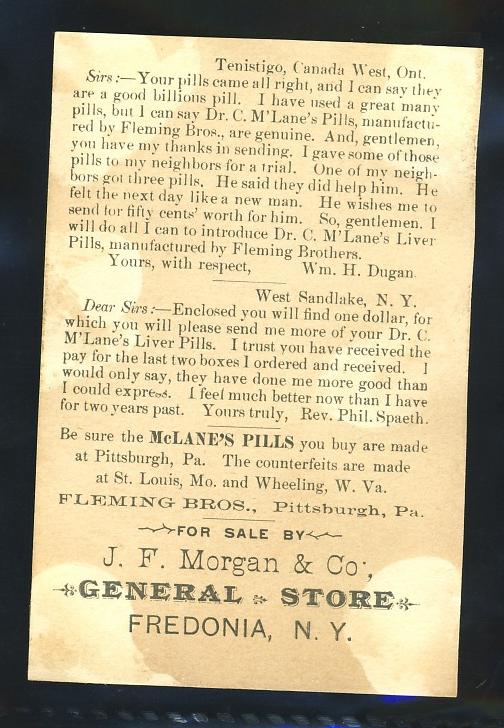 Tenistigo, Canada West, Ont.
Sirs:—Your pills came all right, and I can say they
are a good billious pill. I have used a great many
pills, but I can say Dr. C. M'Lane's Pills, manufactu-
red by Fleming Bros., are genuine. And, gentlemen,
you have my thanks in sending. I gave some of those
pills to my neighbors for a trial. One of my neigh-
bors got three pills. He said they did help him. He
felt the next day like a new man. He wishes me to
send for fifty cents' worth for him. So, gentlemen, I
will do all I can to introduce Dr. C. M'Lane's Liver
Pills, manufactured by Fleming Brothers.
Yours, with respect, Wm. H. Dugan.
West Sandlake, N. Y.
Dear Sirs:—Enclosed you will find one dollar, for
which you will please send me more of your Dr. C.
M'Lane's Liver Pills. I trust you have received the
pay for the last two boxes I ordered and received. I
would only say, they have done me more good than
I could express. I feel much better now than I have
for two years past. Yours truly, Rev. Phil. Spaeth.
Be sure the McLANE'S PILLS you buy are made
at Pittsburgh, Pa. The counterfeits are made
at St. Louis, Mo. and Wheeling, W. Va.
FLEMING BROS., Pittsburgh, Pa.
FOR SALE BY
J. F. Morgan & Co.,
GENERAL STORE
FREDONIA, N. Y.